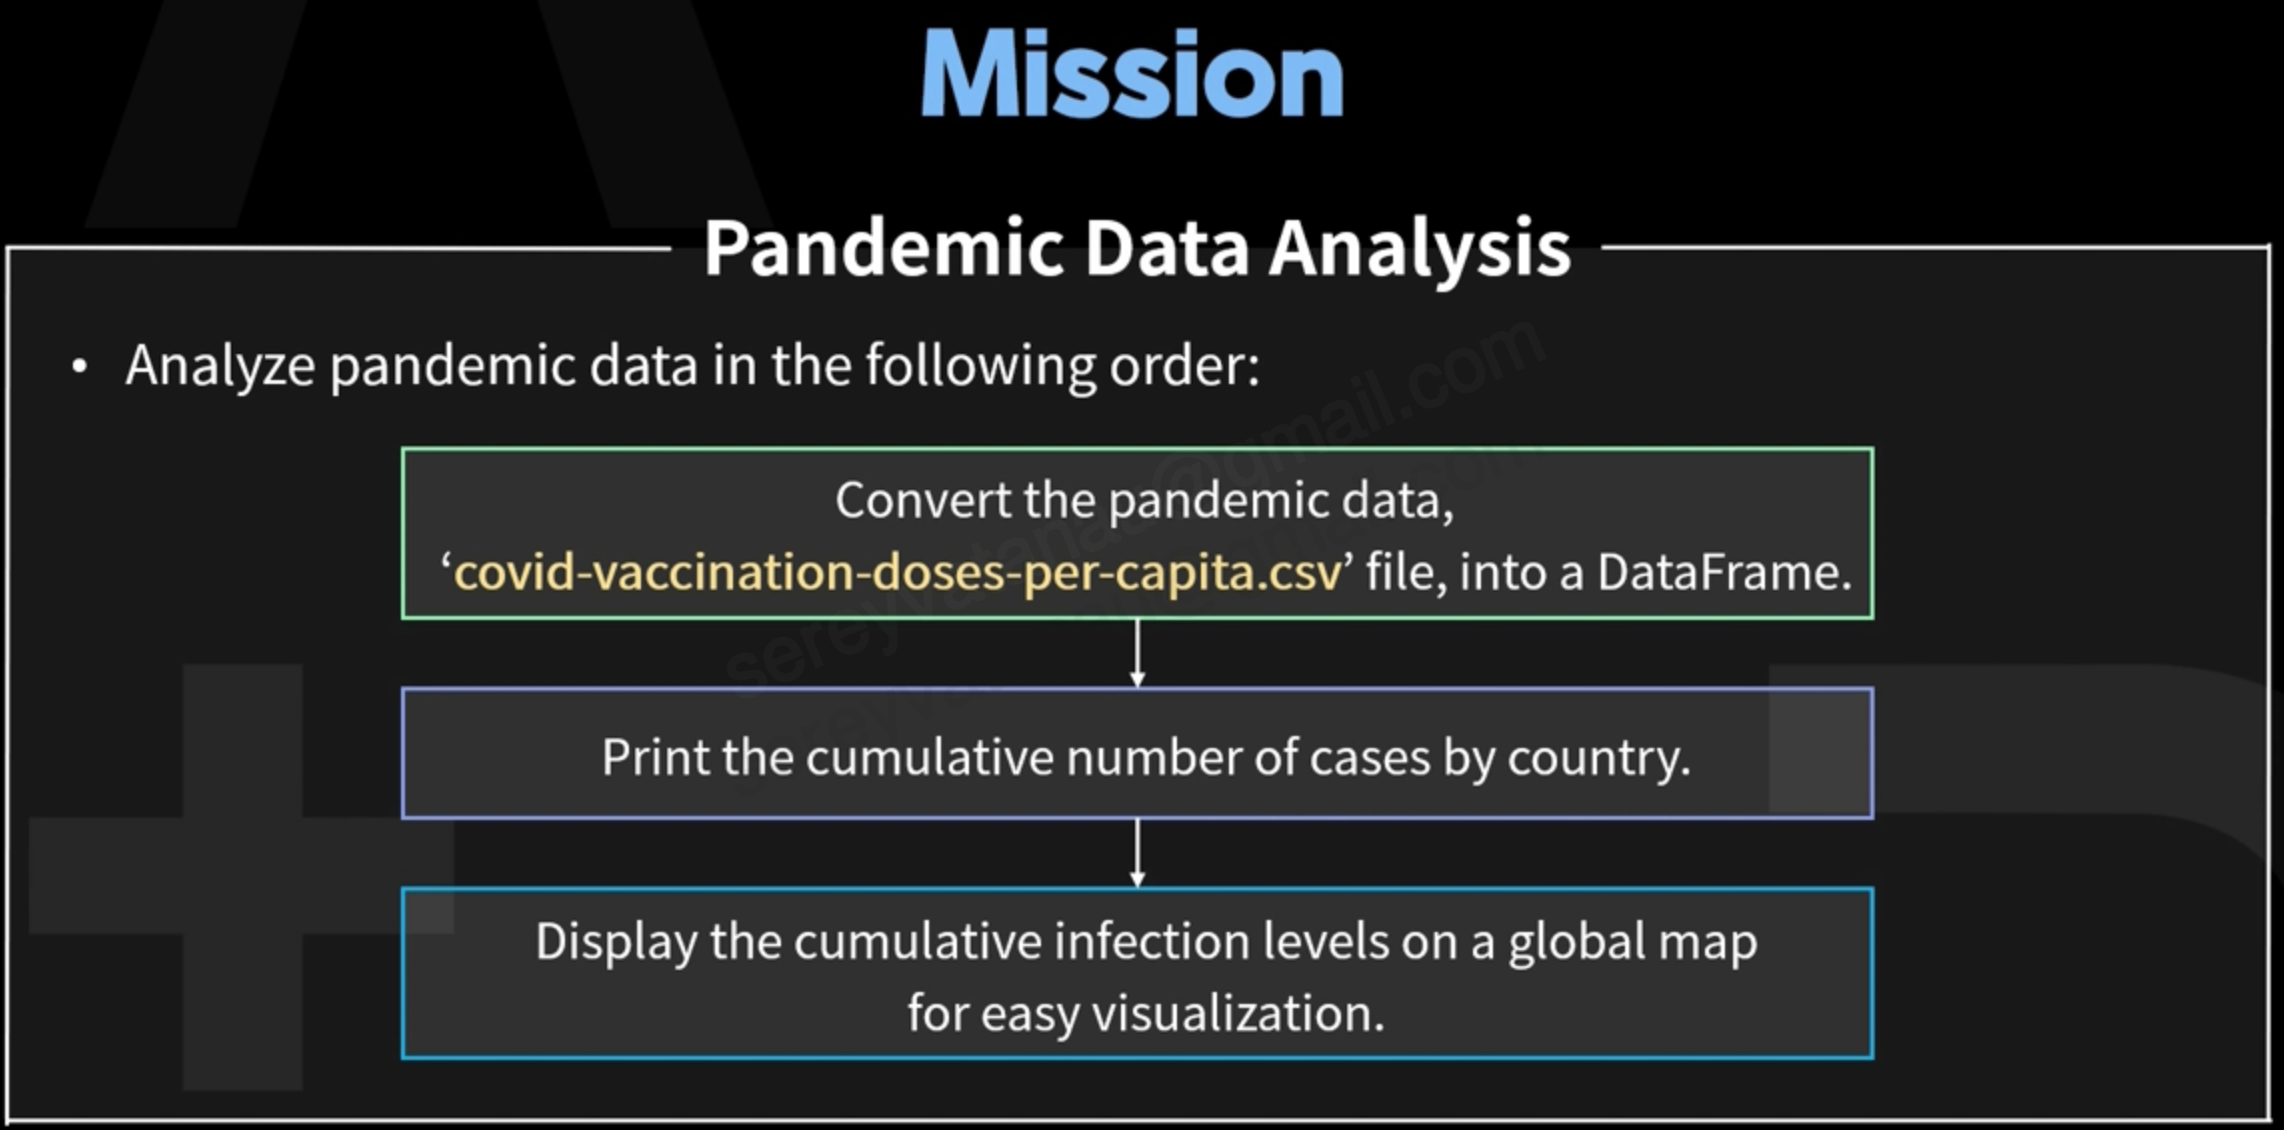 Mission
Pandemic Data Analysis
• Analyze pandemic data in the following order:
Convert the pandemic data,
‘covid-vaccination-doses-per-capita.csv’ file, into a DataFrame.
Print the cumulative number of cases by country.
Display the cumulative infection levels on a global map
for easy visualization.